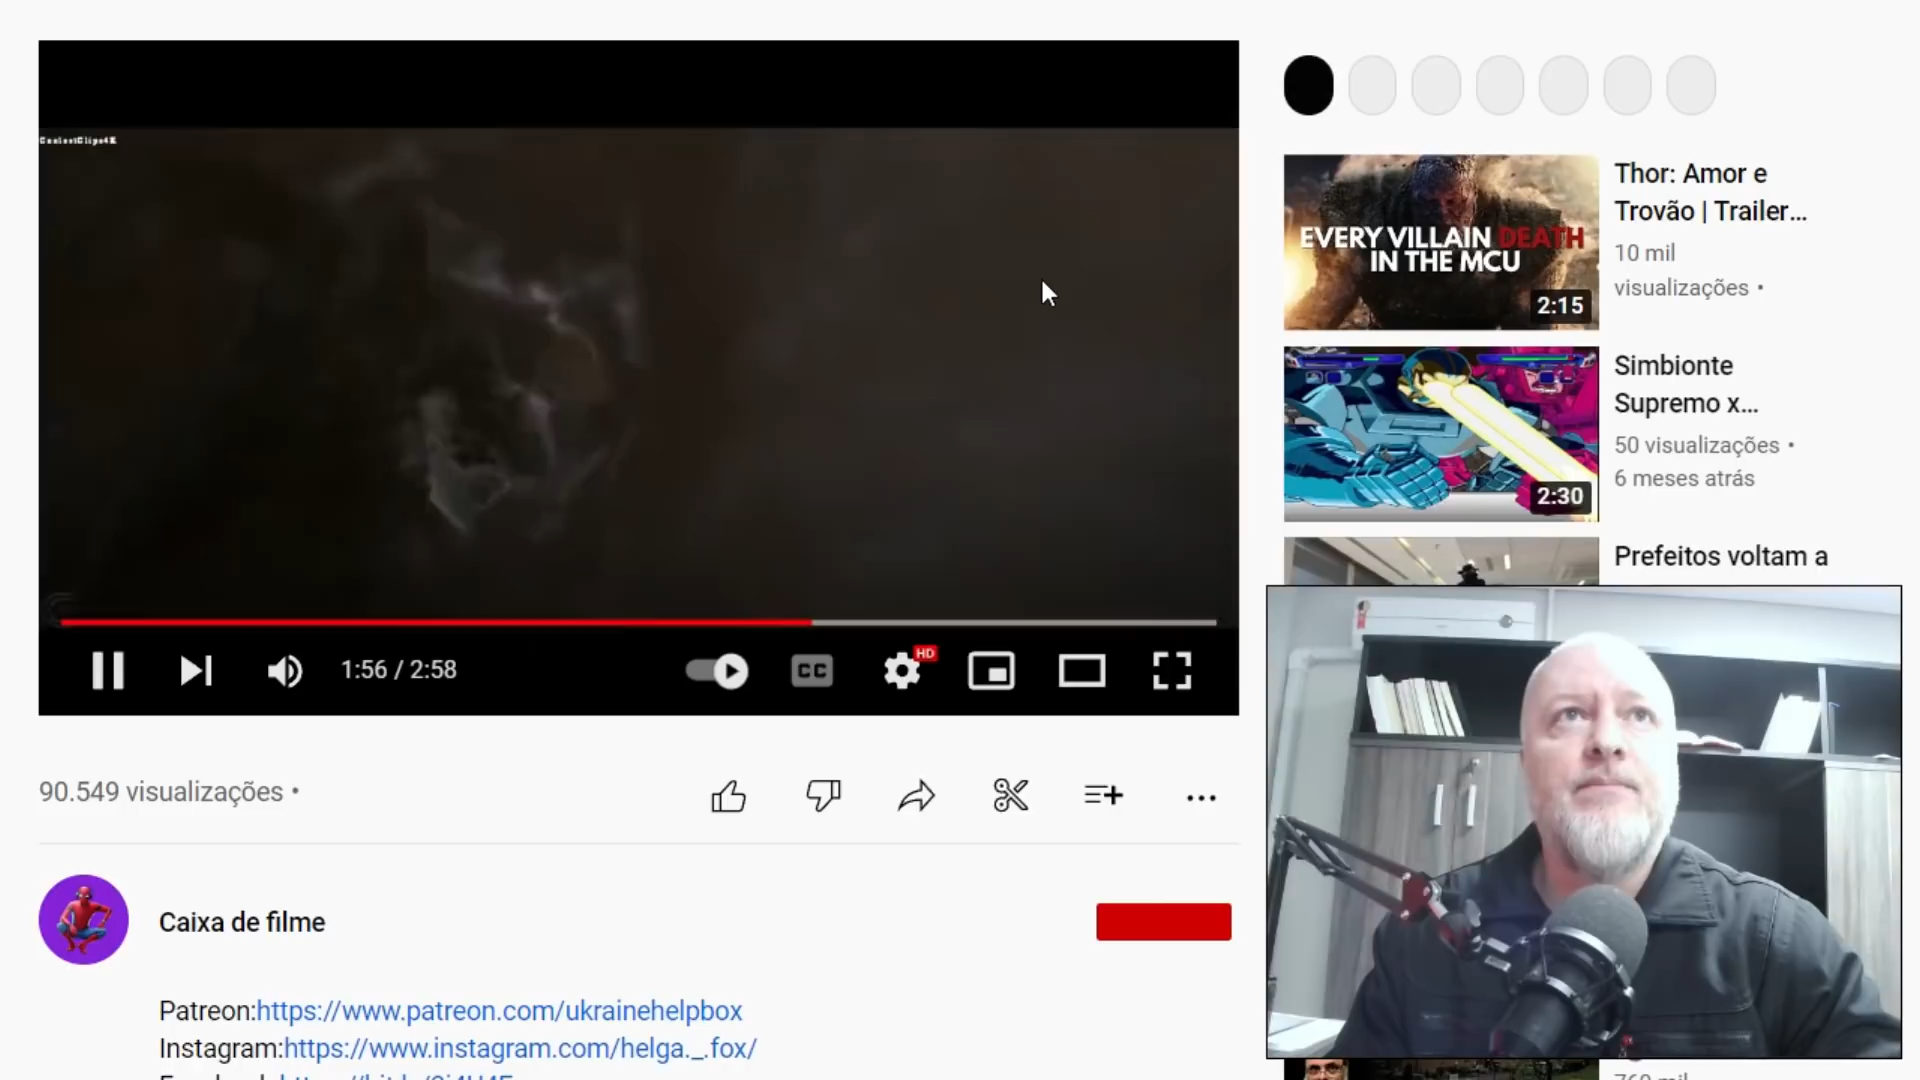 Thor: Amor e
Trovão | Trailer...
10 mil
visualizações •
EVERY VILLAIN DEATH
IN THE MCU
2:15
Simbionte
Supremo x...
50 visualizações •
6 meses atrás
2:30
Prefeitos voltam a
1:56 / 2:58
CC
HD
90.549 visualizações •
Caixa de filme
Patreon:https://www.patreon.com/ukrainehelpbox
Instagram:https://www.instagram.com/helga._.fox/